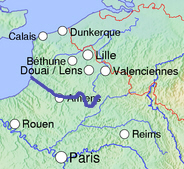 Dunkerque
Calais
Lille
Béthune
Douai / Lens
Valenciennes
Amiens
Rouen
Reims
Paris